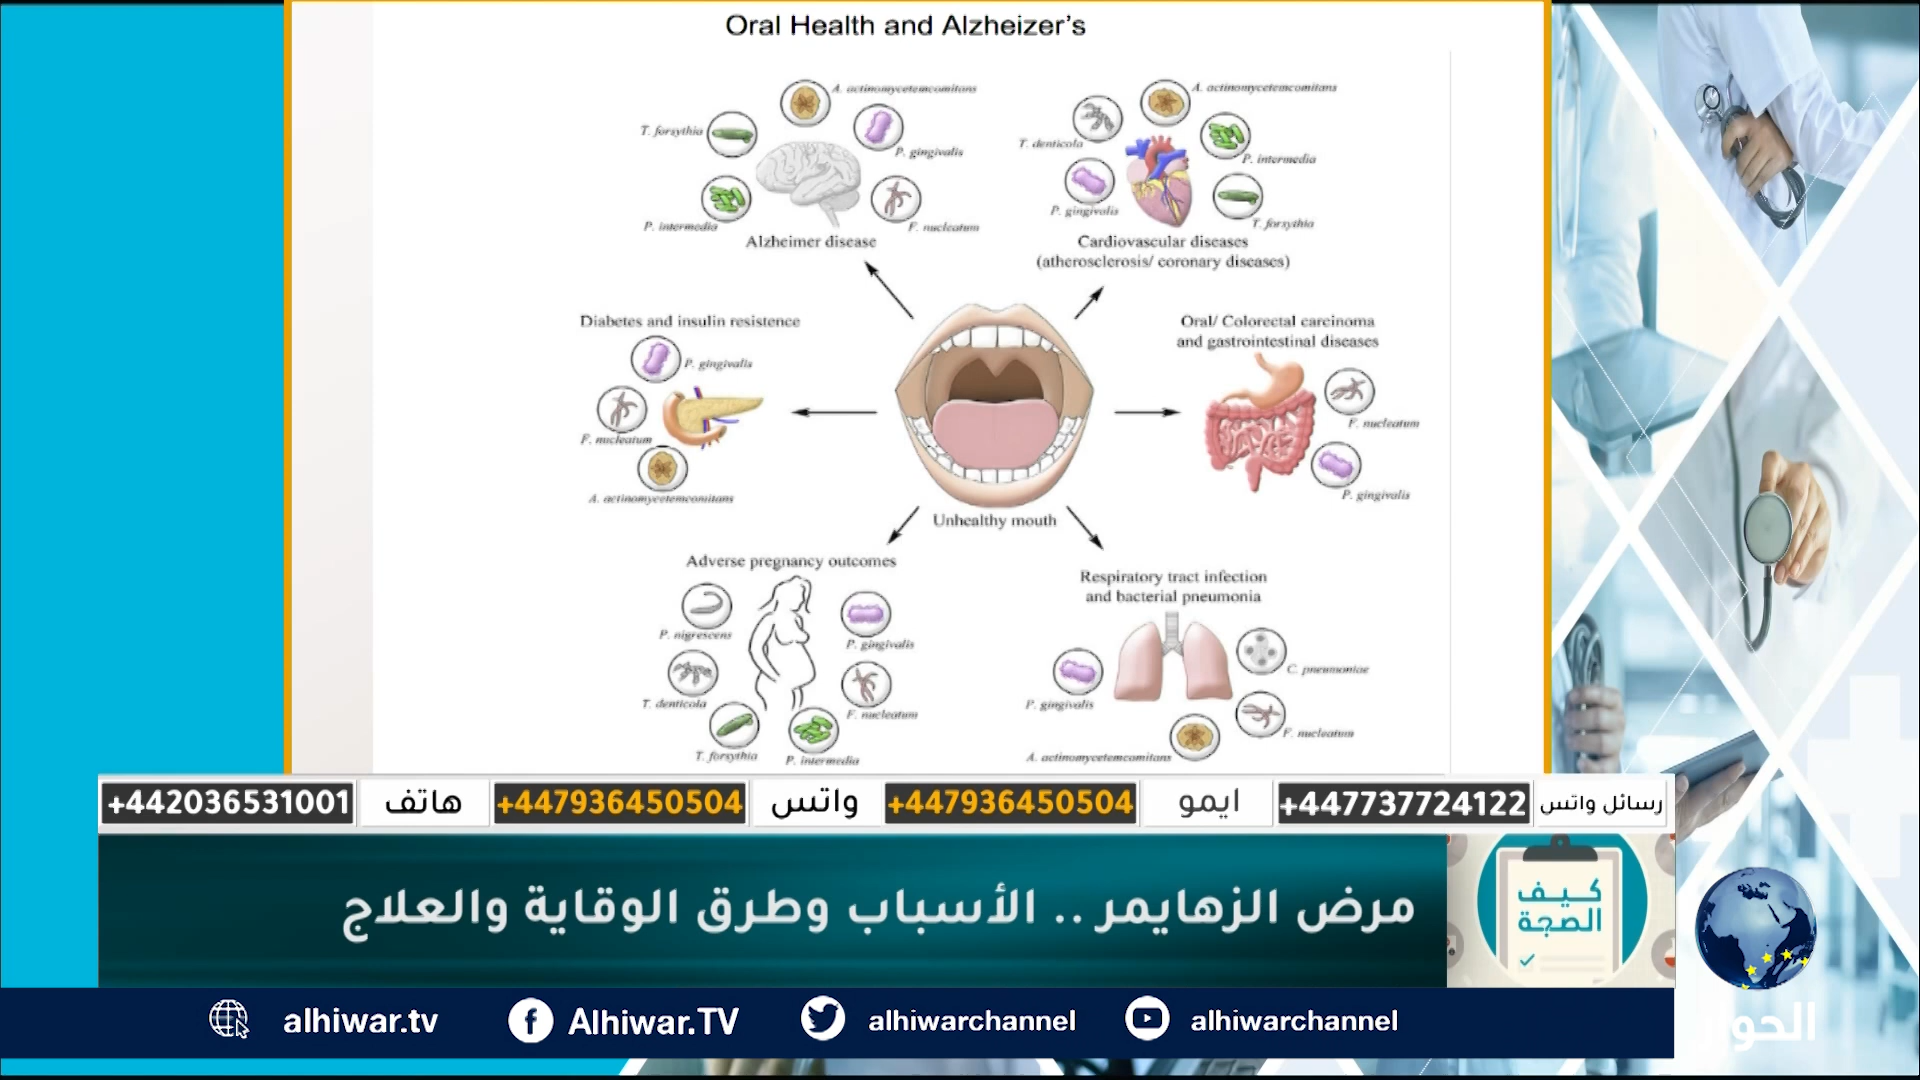 Oral Health and Alzheizer's
A. actinomycetemcomitans
T. forsythia
P. gingivalis
P. intermedia
F. nucleatum
Alzheimer disease
A. actinomycetemcomitans
T. denticola
P. intermedia
P. gingivalis
T. forsythia
Cardiovascular diseases
(atherosclerosis/ coronary diseases)
Diabetes and insulin resistence
P. gingivalis
F. nucleatum
A. actinomycetemcomitans
Oral/ Colorectal carcinoma
and gastrointestinal diseases
F. nucleatum
P. gingivalis
Unhealthy mouth
Adverse pregnancy outcomes
P. nigrescens
P. gingivalis
T. denticola
F. nucleatum
T. forsythia
P. intermedia
Respiratory tract infection
and bacterial pneumonia
C. pneumoniae
P. gingivalis
F. nucleatum
A. actinomycetemcomitans
رسائل واتس +447737724122 ايمو +447936450504 واتس +447936450504 هاتف +442036531001
كيف
الصحة؟
مرض الزهايمر .. الأسباب وطرق الوقاية والعلاج
alhiwar.tv Alhiwar.TV alhiwarchannel alhiwarchannel
الحوار